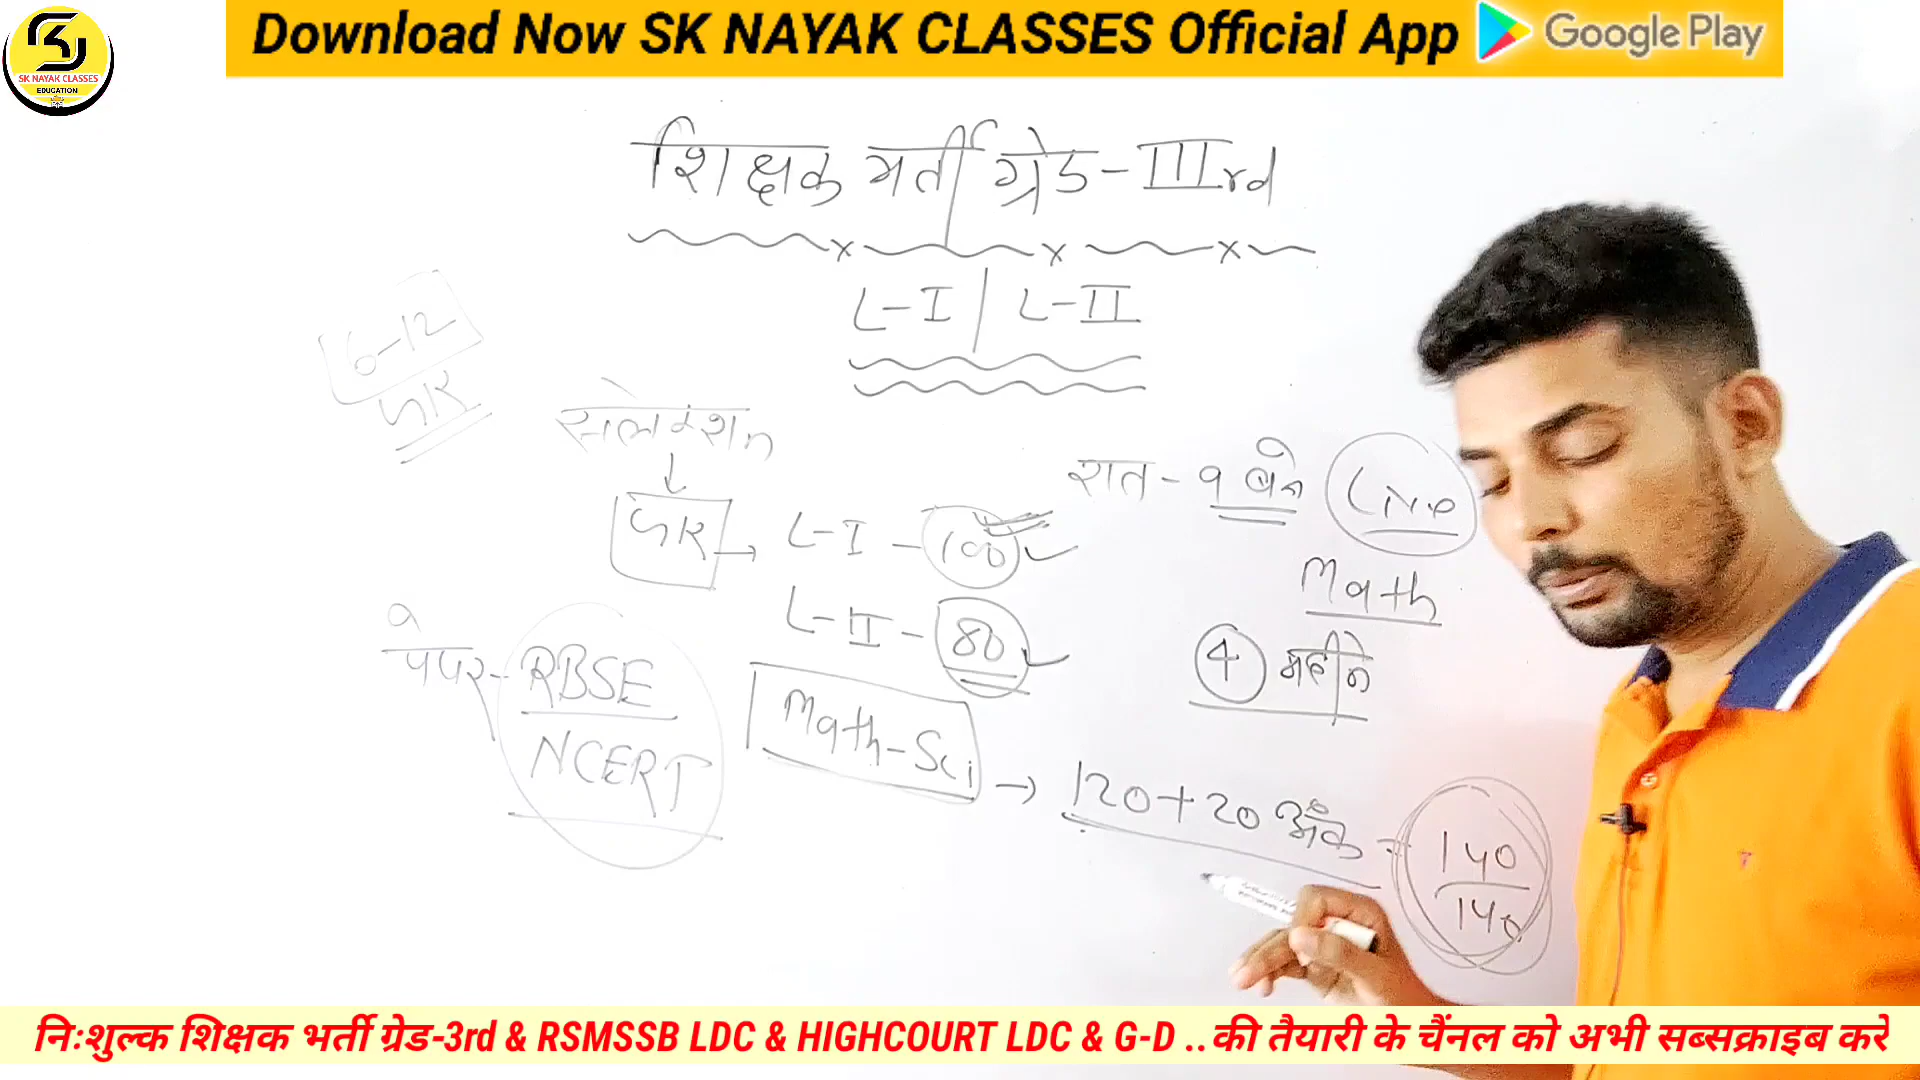 Download Now SK NAYAK CLASSES Official App Google Play
SK NAYAK CLASSES
EDUCATION
शिक्षक भर्ती ग्रेड-IIIrd
L-I | L-II
6-12
सलेक्शन
रात-9 बजे Live
L-I - 100
Math
L-II - 80
4 महीने
पेपर- RBSE
NCERT
Math-Sci → 120+20 अंक = 140
140
निःशुल्क शिक्षक भर्ती ग्रेड-3rd & RSMSSB LDC & HIGHCOURT LDC & G-D ..की तैयारी के चैंनल को अभी सब्सक्राइब करे